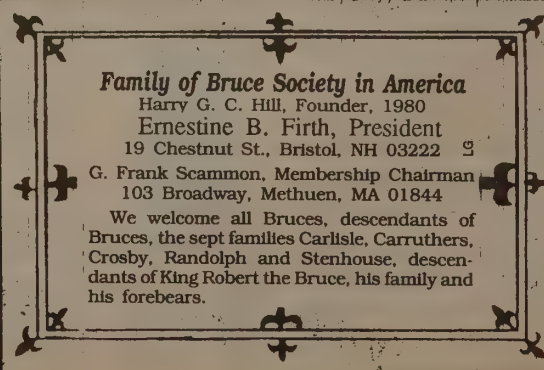 Family of Bruce Society in America
Harry G. C. Hill, Founder, 1980
Ernestine B. Firth, President
19 Chestnut St., Bristol, NH 03222 LG
G. Frank Scammon, Membership Chairman
103 Broadway, Methuen, MA 01844
We welcome all Bruces, descendants of
Bruces, the sept families Carlisle, Carruthers,
Crosby, Randolph and Stenhouse, descen-
dants of King Robert the Bruce, his family and
his forebears.